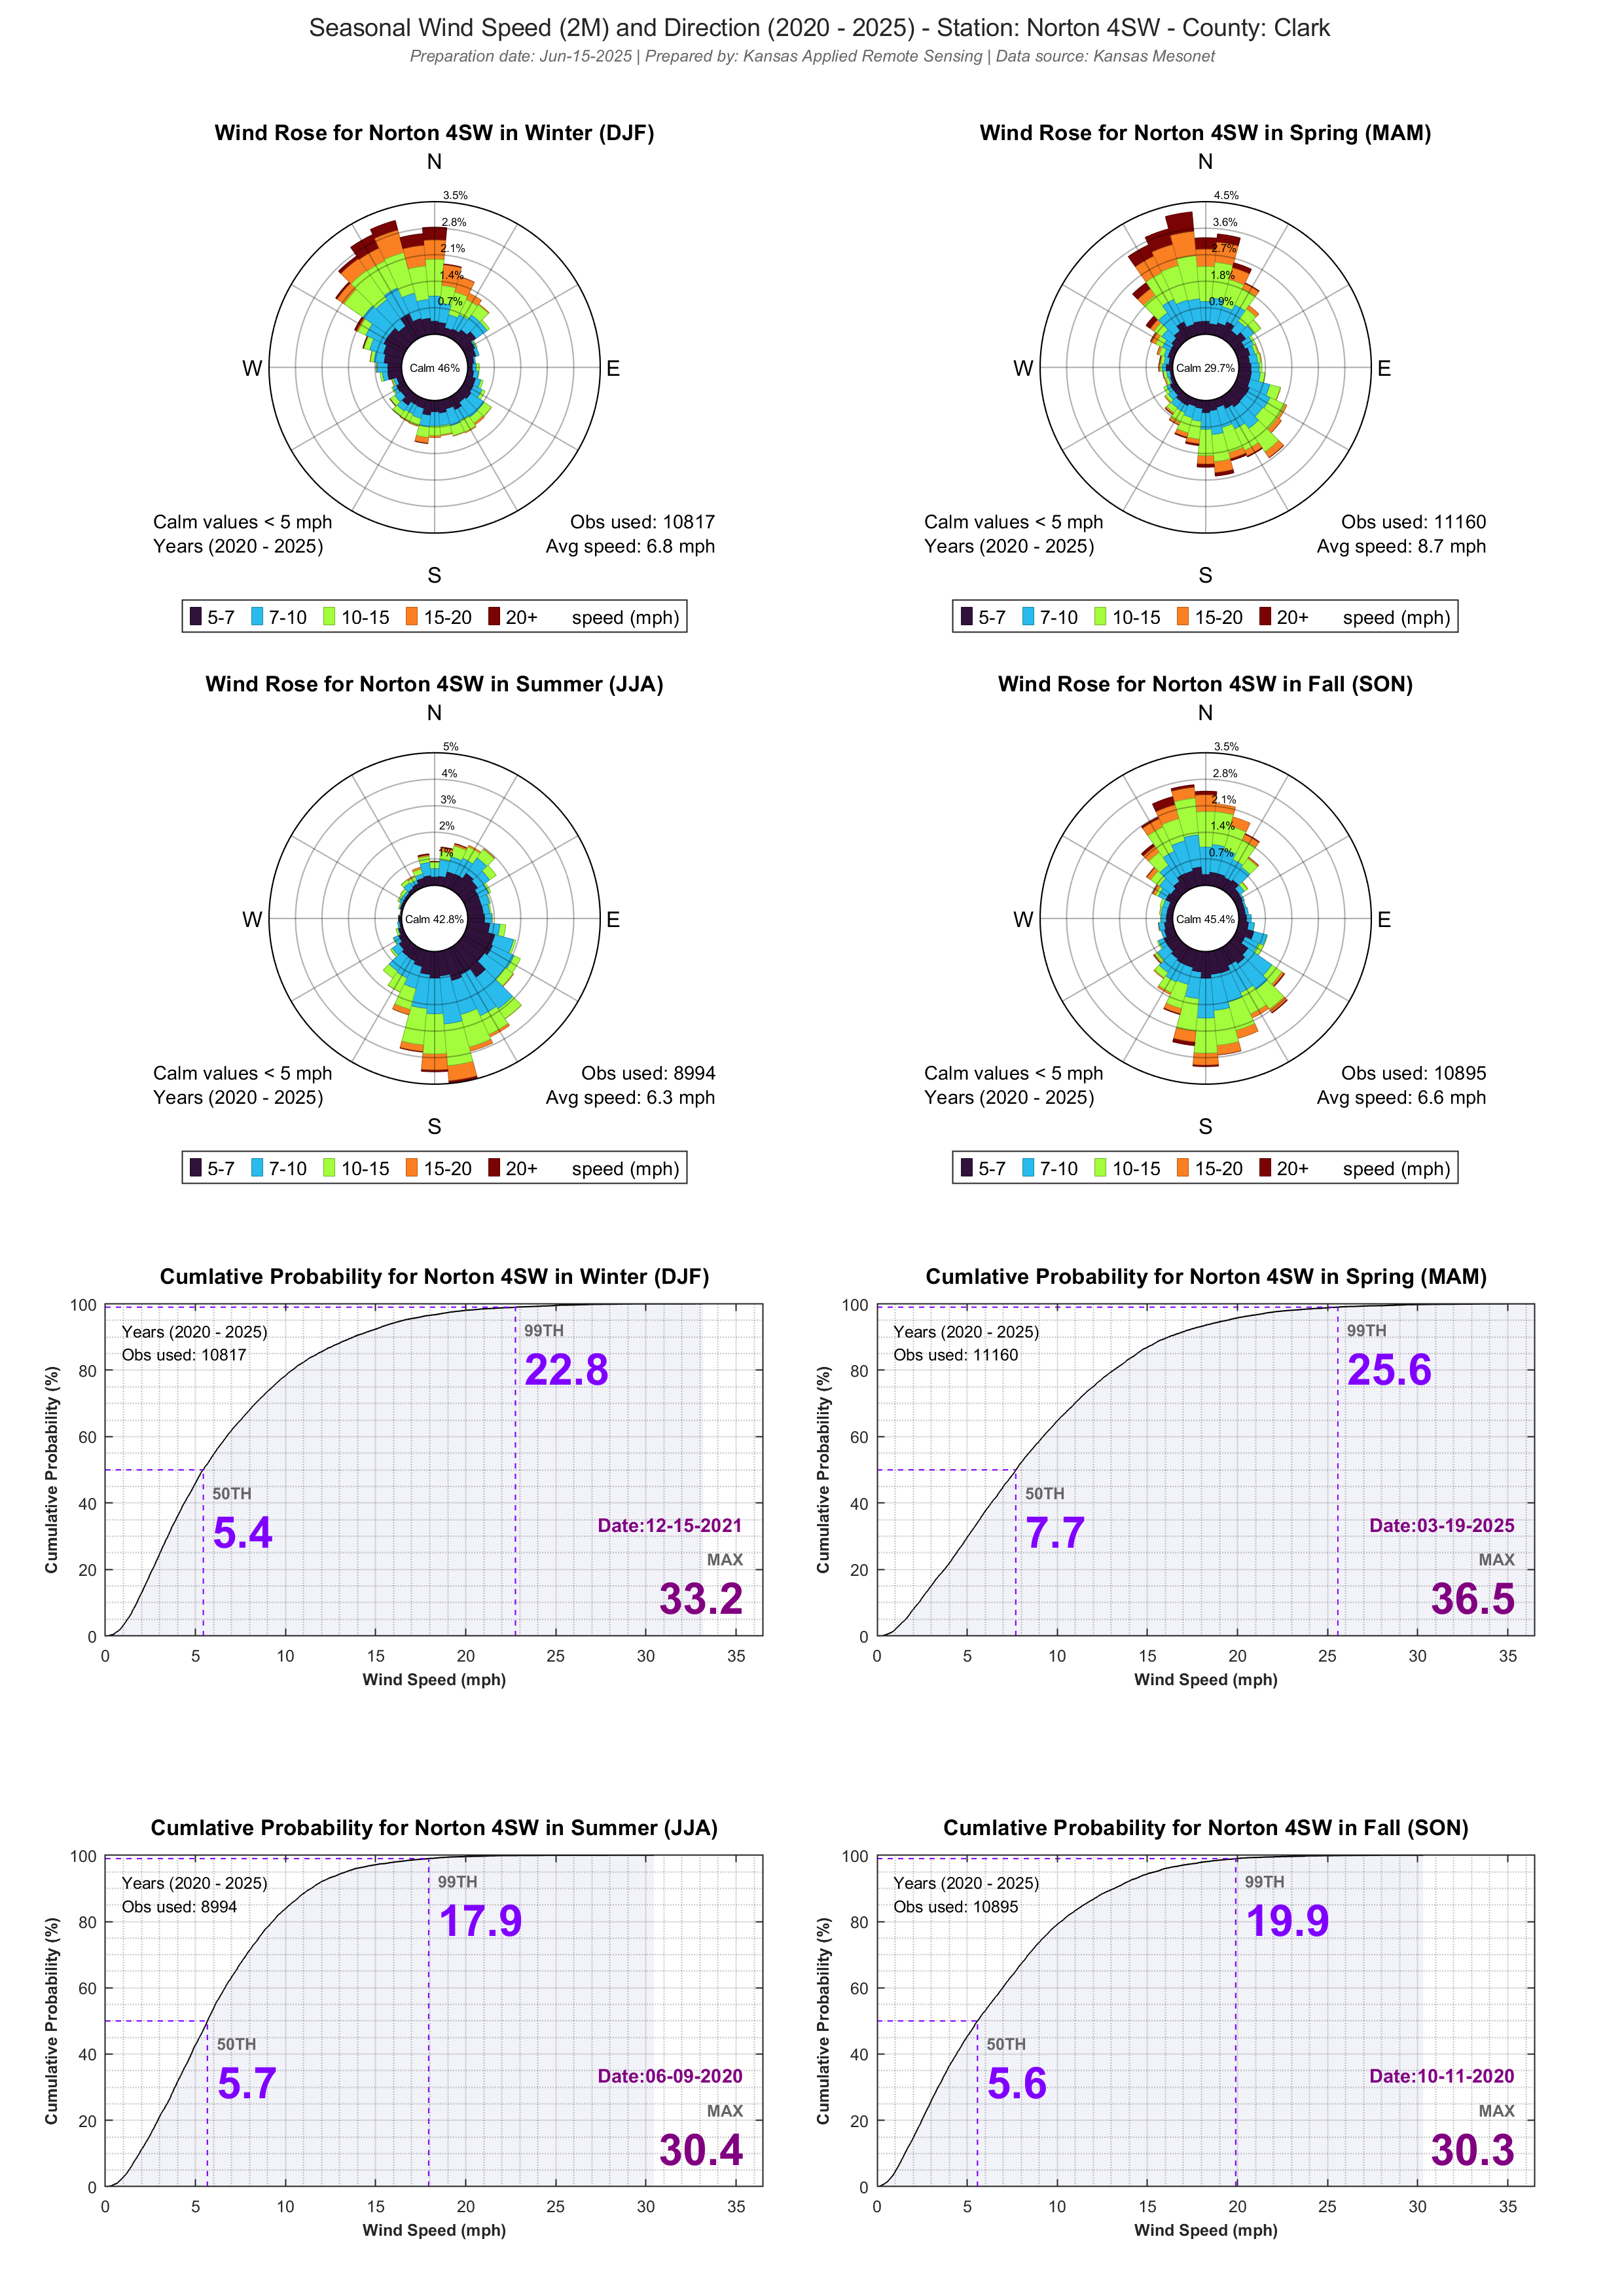 Seasonal Wind Speed (2M) and Direction (2020 - 2025) - Station: Norton 4SW - County: Clark
Preparation date: Jun-15-2025 | Prepared by: Kansas Applied Remote Sensing | Data source: Kansas Mesonet
Wind Rose for Norton 4SW in Winter (DJF)
N
3.5%
2.8%
2.1%
1.4%
0.7%
W
Calm 46%
E
Calm values < 5 mph
Years (2020 - 2025)
Obs used: 10817
Avg speed: 6.8 mph
S
5-7 7-10 10-15 15-20 20+ speed (mph)
Wind Rose for Norton 4SW in Spring (MAM)
N
4.5%
3.6%
2.7%
1.8%
0.9%
W
Calm 29.7%
E
Calm values < 5 mph
Years (2020 - 2025)
Obs used: 11160
Avg speed: 8.7 mph
S
5-7 7-10 10-15 15-20 20+ speed (mph)
Wind Rose for Norton 4SW in Summer (JJA)
N
5%
4%
3%
2%
1%
W
Calm 42.8%
E
Calm values < 5 mph
Years (2020 - 2025)
Obs used: 8994
Avg speed: 6.3 mph
S
5-7 7-10 10-15 15-20 20+ speed (mph)
Wind Rose for Norton 4SW in Fall (SON)
N
3.5%
2.8%
2.1%
1.4%
0.7%
W
Calm 45.4%
E
Calm values < 5 mph
Years (2020 - 2025)
Obs used: 10895
Avg speed: 6.6 mph
S
5-7 7-10 10-15 15-20 20+ speed (mph)
Cumlative Probability for Norton 4SW in Winter (DJF)
Cumulative Probability (%)
100
80
60
40
20
0
Years (2020 - 2025)
Obs used: 10817
99TH
22.8
50TH
5.4
Date:12-15-2021
MAX
33.2
0 5 10 15 20 25 30 35
Wind Speed (mph)
Cumlative Probability for Norton 4SW in Spring (MAM)
Cumulative Probability (%)
100
80
60
40
20
0
Years (2020 - 2025)
Obs used: 11160
99TH
25.6
50TH
7.7
Date:03-19-2025
MAX
36.5
0 5 10 15 20 25 30 35
Wind Speed (mph)
Cumlative Probability for Norton 4SW in Summer (JJA)
Cumulative Probability (%)
100
80
60
40
20
0
Years (2020 - 2025)
Obs used: 8994
99TH
17.9
50TH
5.7
Date:06-09-2020
MAX
30.4
0 5 10 15 20 25 30 35
Wind Speed (mph)
Cumlative Probability for Norton 4SW in Fall (SON)
Cumulative Probability (%)
100
80
60
40
20
0
Years (2020 - 2025)
Obs used: 10895
99TH
19.9
50TH
5.6
Date:10-11-2020
MAX
30.3
0 5 10 15 20 25 30 35
Wind Speed (mph)